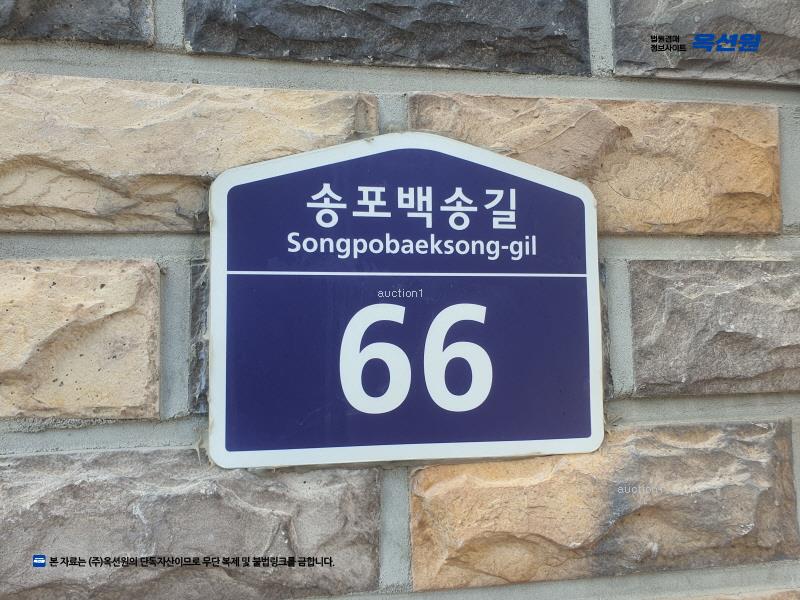 법원경매
정보사이트 옥션원
송포백송길
Songpobaeksong-gil
auction1
66
auction1
본 자료는 (주)옥션원의 단독자산이므로 무단 복제 및 불법링크를 금합니다.